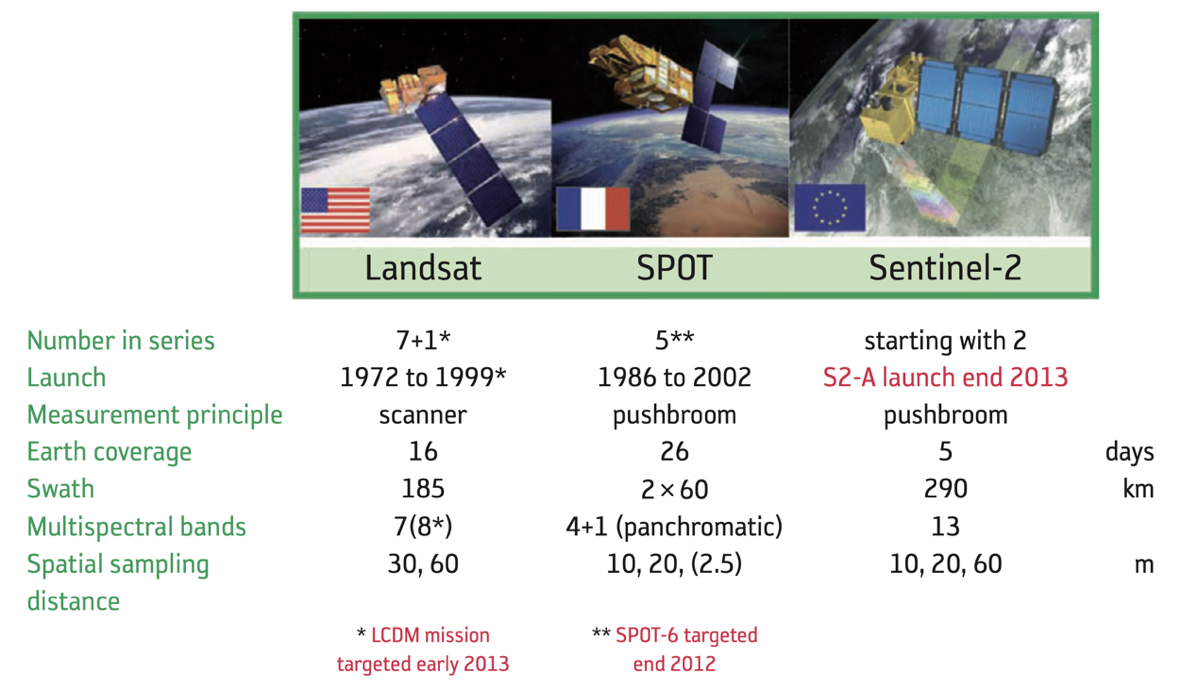 Landsat SPOT Sentinel-2
Number in series 7+1* 5** starting with 2
Launch 1972 to 1999* 1986 to 2002 S2-A launch end 2013
Measurement principle scanner pushbroom pushbroom
Earth coverage 16 26 5 days
Swath 185 2×60 290 km
Multispectral bands 7(8*) 4+1 (panchromatic) 13
Spatial sampling 30, 60 10, 20, (2.5) 10, 20, 60 m
distance
* LCDM mission ** SPOT-6 targeted
targeted early 2013 end 2012